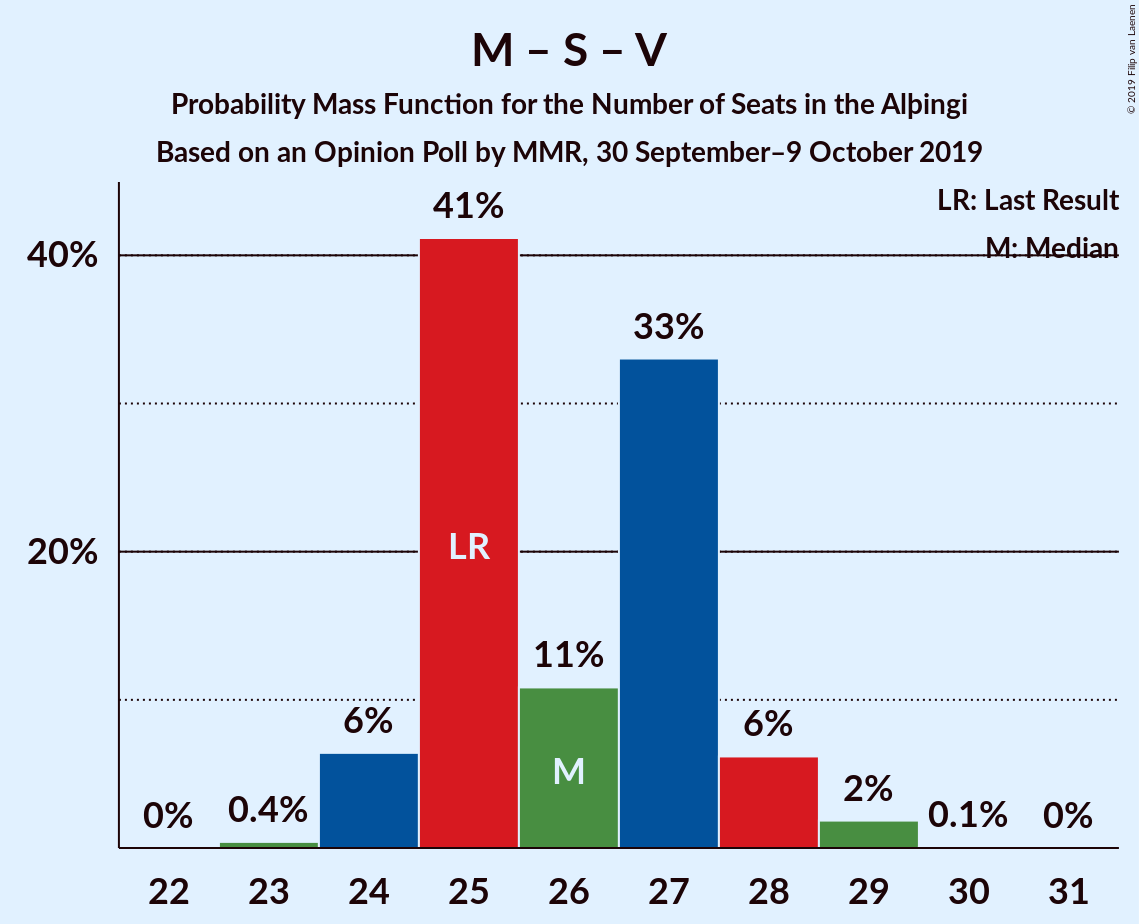 M – S – V
Probability Mass Function for the Number of Seats in the Alþingi
Based on an Opinion Poll by MMR, 30 September–9 October 2019
© 2019 Filip van Laenen
LR: Last Result
M: Median
40%
20%
0%
0.4%
6%
41%
11%
33%
6%
2%
0.1%
0%
LR
M
22 23 24 25 26 27 28 29 30 31